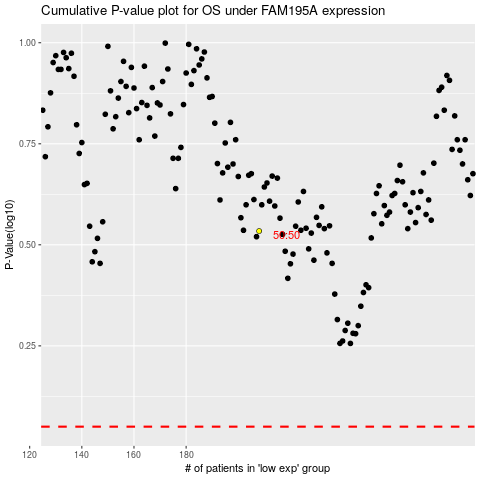 Cumulative P-value plot for OS under FAM195A expression
P-Value(log10)
1.00
0.75
0.50
0.25
50:50
120 140 160 180
# of patients in 'low exp' group